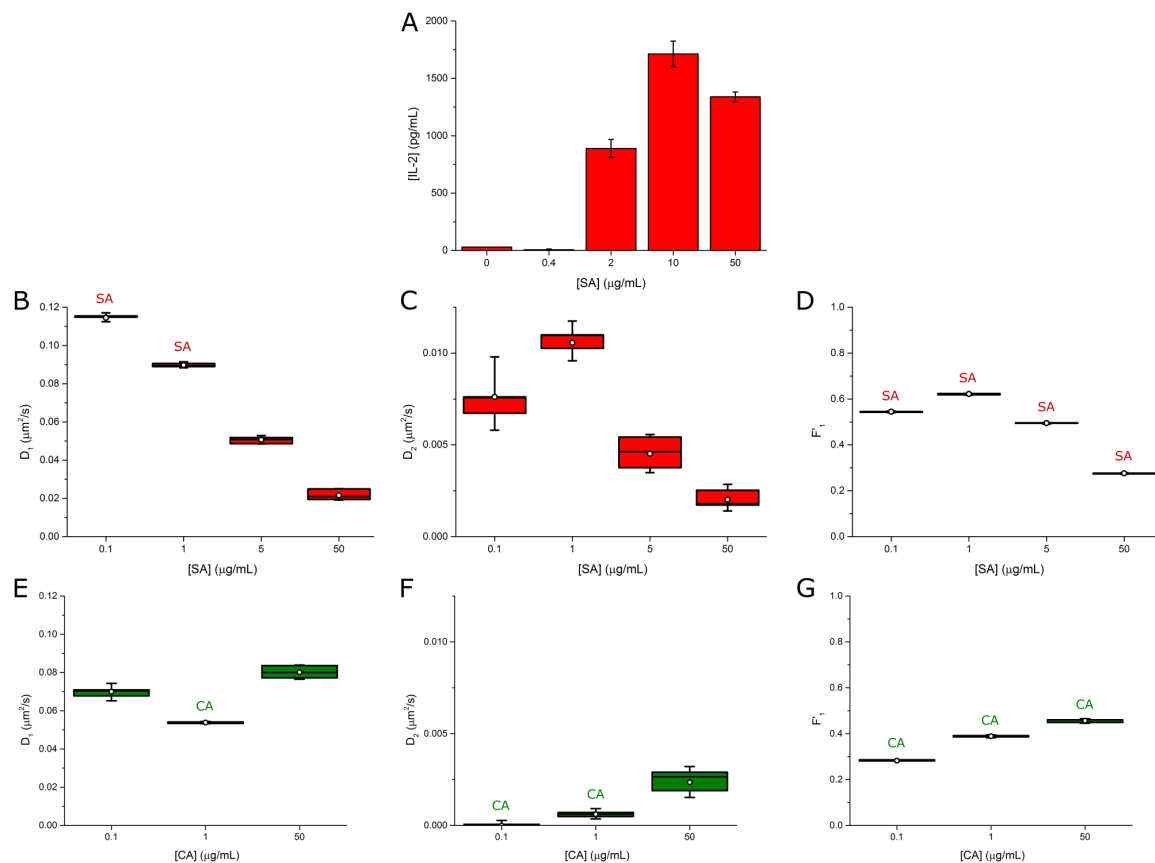 A
2000
1500
1000
500
0
[IL-2] (pg/mL)
0 0.4 2 10 50
[SA] (μg/mL)
B
0.12
0.10
0.08
0.06
0.04
0.02
0.00
D₁ (μm²/s)
SA
SA
0.1 1 5 50
[SA] (μg/mL)
C
0.010
0.005
0.000
D₂ (μm²/s)
0.1 1 5 50
[SA] (μg/mL)
D
1.0
0.8
0.6
0.4
0.2
0.0
F'₁
SA
SA
SA
SA
0.1 1 5 50
[SA] (μg/mL)
E
0.12
0.10
0.08
0.06
0.04
0.02
0.00
D₁ (μm²/s)
CA
0.1 1 50
[CA] (μg/mL)
F
0.010
0.005
0.000
D₂ (μm²/s)
CA
CA
0.1 1 50
[CA] (μg/mL)
G
1.0
0.8
0.6
0.4
0.2
0.0
F'₁
CA
CA
CA
0.1 1 50
[CA] (μg/mL)